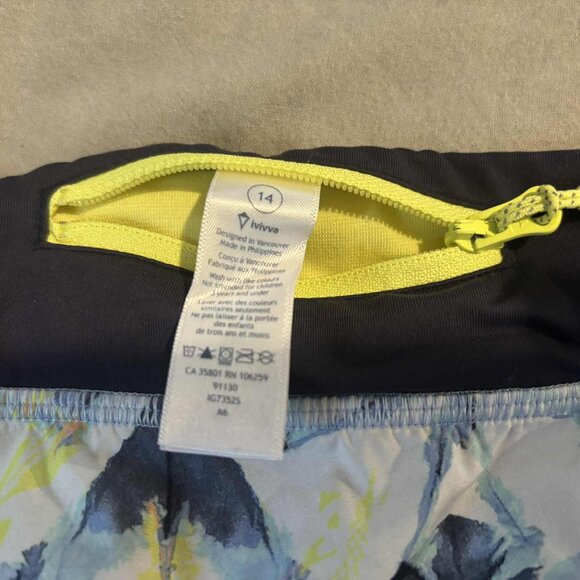 14
ivivva
Designed in Vancouver
Made in Philippines
Conçu à Vancouver
Fabriqué aux Philippines
Wash with like colours
Not intended for children
3 years and under
Laver avec des couleurs
similaires seulement
Ne pas laisser à la portée
des enfants
de trois ans et moins
CA 35801 RN 106259
91130
IG7352S
A6